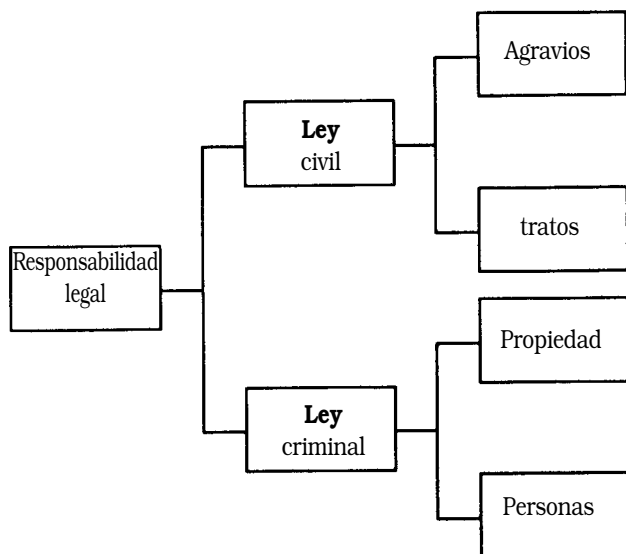 Agravios
Ley
civil
tratos
Responsabilidad
legal
Propiedad
Ley
criminal
Personas